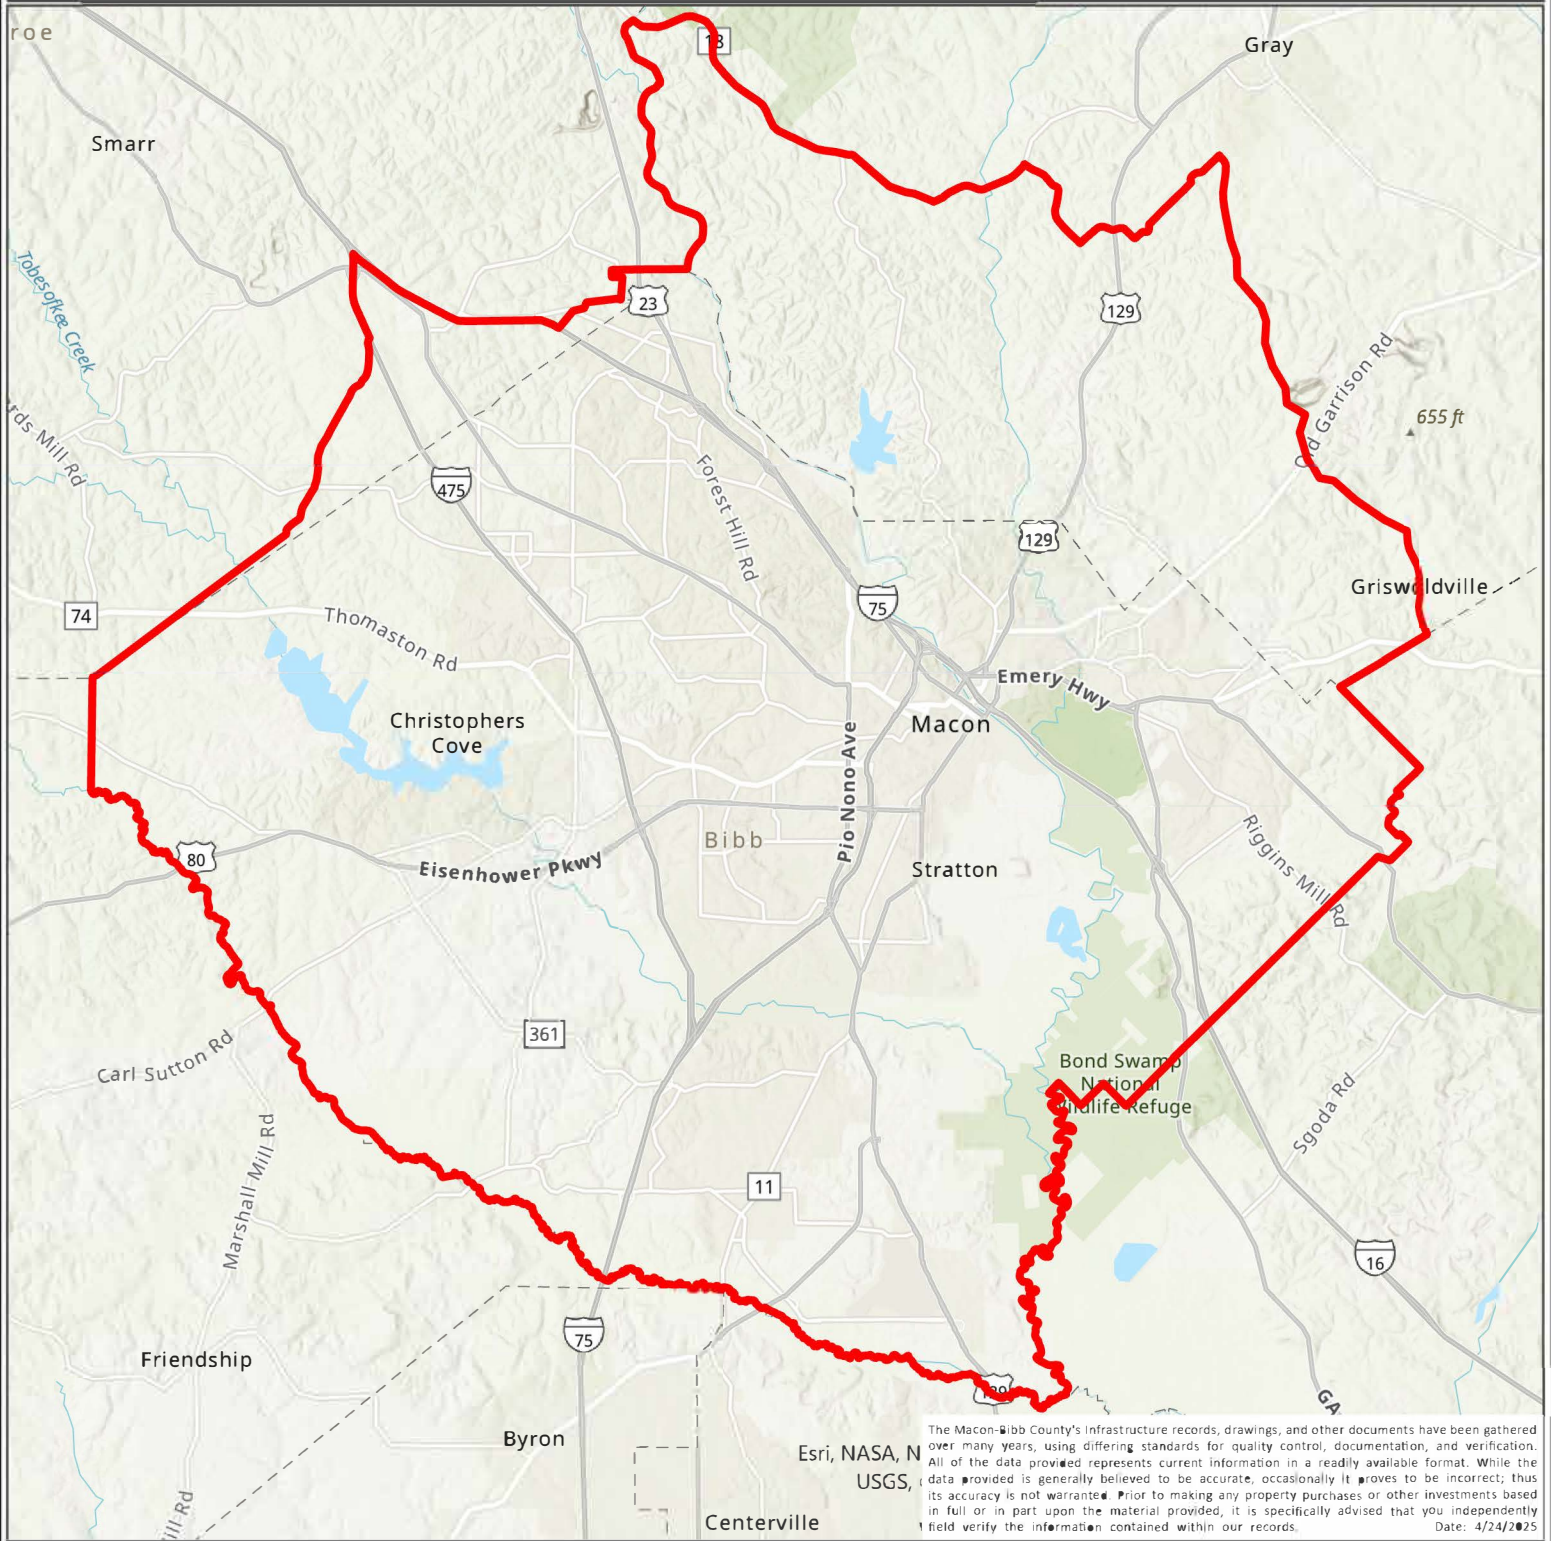 roe
18
Gray
Smarr
Tobesofkee Creek
23
129
Old Garrison Rd
655 ft
rds Mill Rd
Forest Hill Rd
475
129
75
Griswoldville
74
Thomaston Rd
Emery Hwy
Christophers
Cove
Macon
Pio Nono Ave
Bibb
80
Eisenhower Pkwy
Stratton
Riggins Mill Rd
361
Carl Sutton Rd
Bond Swamp
National
Wildlife Refuge
Sgoda Rd
Marshall Mill Rd
11
16
75
Friendship
129
GA
Byron
Esri, NASA, N
USGS,
Centerville
ill Rd
The Macon-Bibb County's Infrastructure records, drawings, and other documents have been gathered
over many years, using differing standards for quality control, documentation, and verification.
All of the data provided represents current information in a readily available format. While the
data provided is generally believed to be accurate, occasionally it proves to be incorrect; thus
its accuracy is not warranted. Prior to making any property purchases or other investments based
in full or in part upon the material provided, it is specifically advised that you independently
field verify the information contained within our records.
Date: 4/24/2025